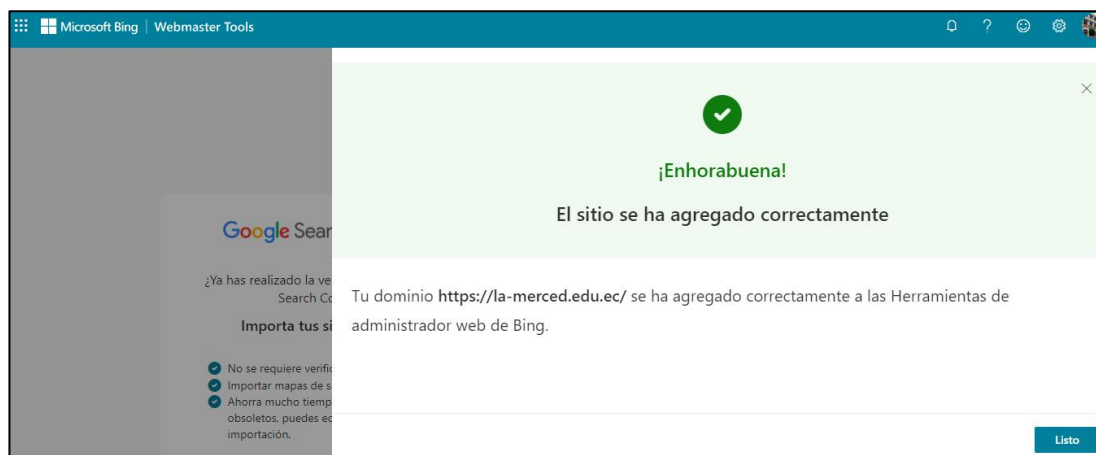 Microsoft Bing | Webmaster Tools
¡Enhorabuena!
El sitio se ha agregado correctamente
Tu dominio https://la-merced.edu.ec/ se ha agregado correctamente a las Herramientas de
administrador web de Bing.
Listo
Google Sear
¿Ya has realizado la ve
Search Co
Importa tus si
No se requiere verific
Importar mapas de s
Ahorra mucho tiemp
obsoletos, puedes ed
importación.